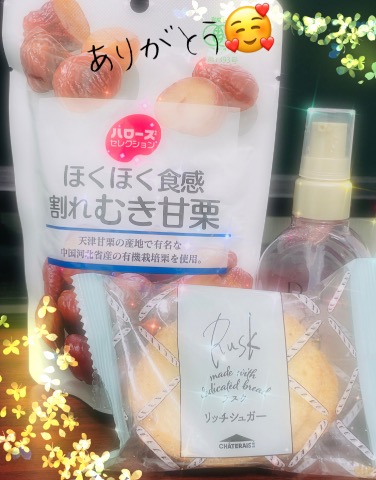 ありがとう
ハローズ
セレクション
ほくほく食感
割れむき甘栗
天津甘栗の産地で有名な
中国河北省産の有機栽培栗を使用。
Rusk
made with
dedicated bread
ラスク
リッチシュガー
CHATERAISÉ